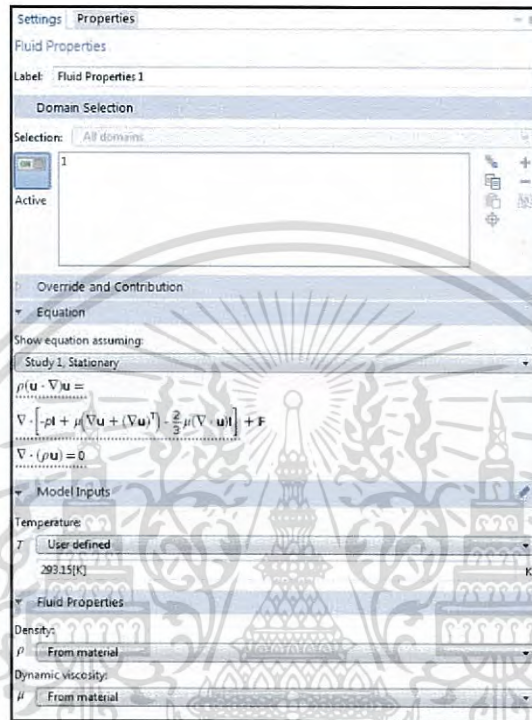 Settings Properties
Fluid Properties
Label: Fluid Properties 1
Domain Selection
Selection: All domains
ON
1
Active
Override and Contribution
Equation
Show equation assuming:
Study 1, Stationary
ρ(u · ∇)u =
∇ · [-pI + μ(∇u + (∇u)ᵀ) - 2/3 μ(∇ · u)I] + F
∇ · (ρu) = 0
Model Inputs
Temperature:
T User defined
293.15[K] K
Fluid Properties
Density:
ρ From material
Dynamic viscosity:
μ From material